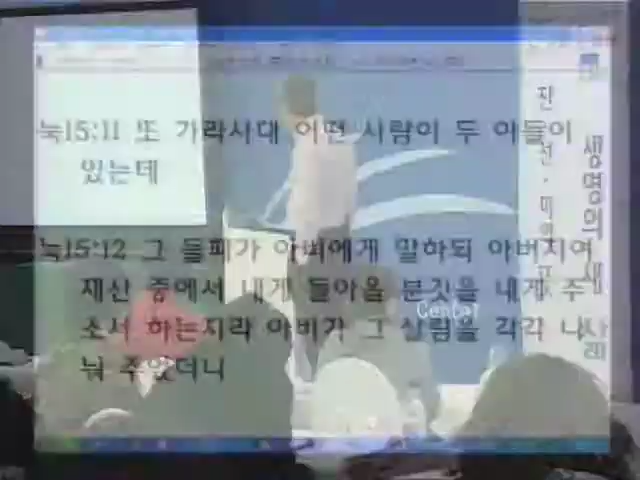 눅15:11 또 가라사대 어떤 사람이 두 아들이
있는데
눅15:12 그 둘째가 아비에게 말하되 아버지여
재산 중에서 내게 돌아올 분깃을 내게 주
소서 하는지라 아비가 그 살림을 각각 나
눠 주었더니
Center
생명의 새